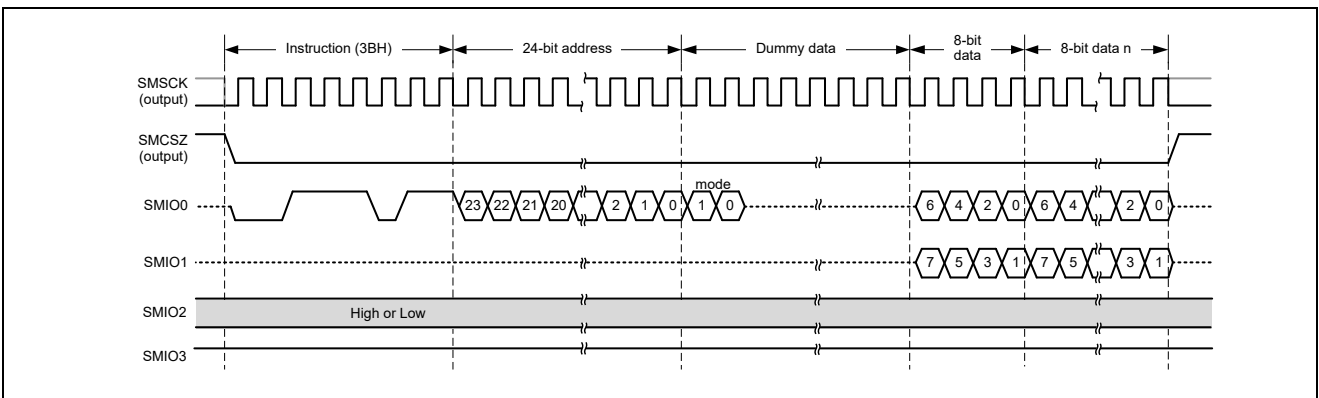 Instruction (3BH) 24-bit address Dummy data 8-bit data 8-bit data n
SMSCK
(output)
SMCSZ
(output)
mode
SMIO0 23 22 21 20 2 1 0 1 0 6 4 2 0 6 4 2 0
SMIO1 7 5 3 1 7 5 3 1
SMIO2 High or Low
SMIO3